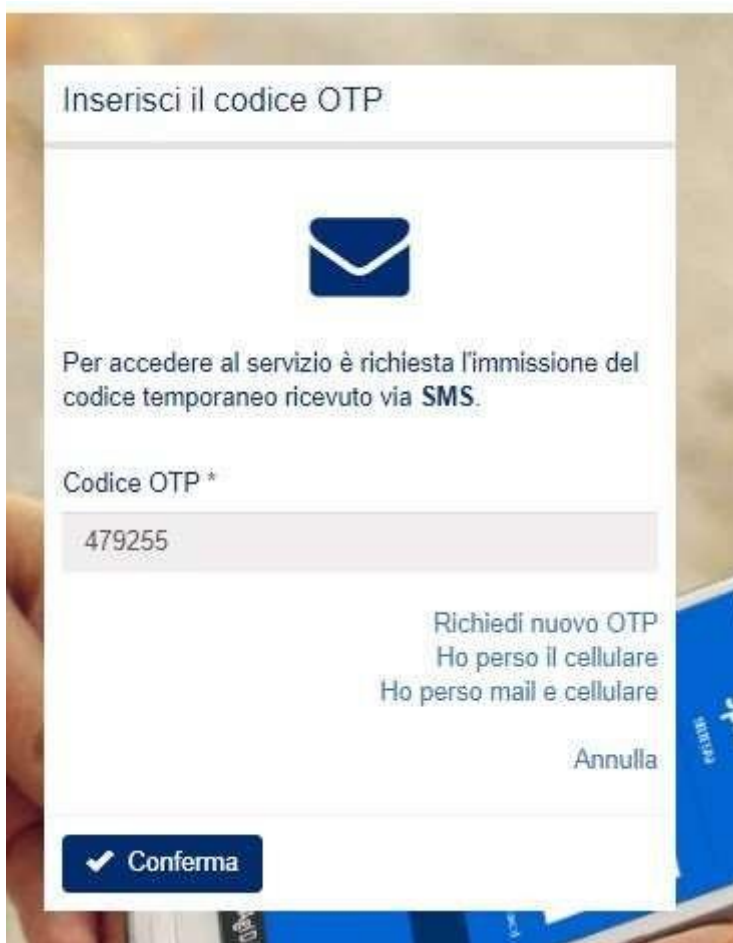 Inserisci il codice OTP
Per accedere al servizio è richiesta l'immissione del
codice temporaneo ricevuto via SMS.
Codice OTP *
479255
Richiedi nuovo OTP
Ho perso il cellulare
Ho perso mail e cellulare
Annulla
Conferma